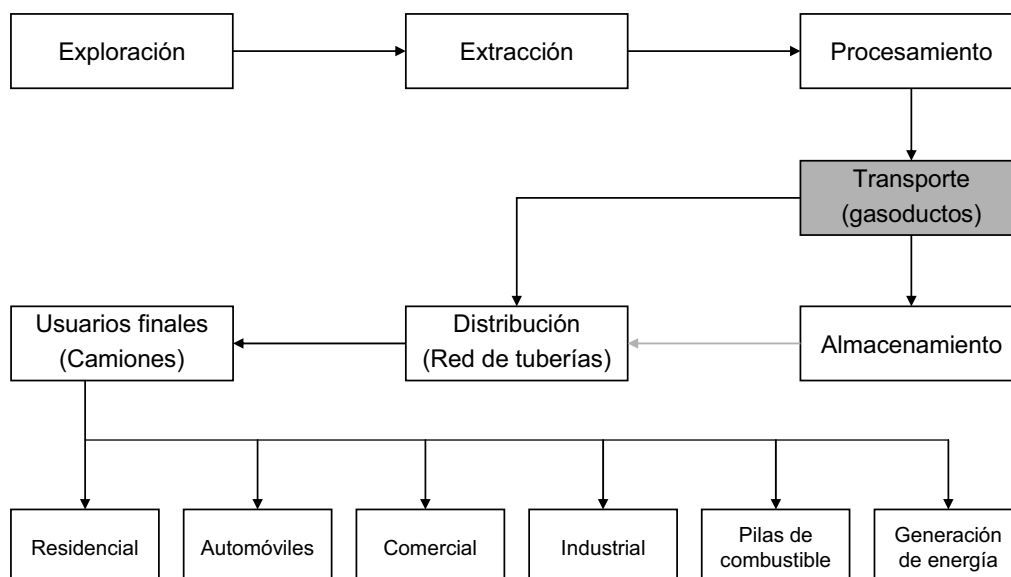 Exploración
Extracción
Procesamiento
Transporte
(gasoductos)
Usuarios finales
(Camiones)
Distribución
(Red de tuberías)
Almacenamiento
Residencial
Automóviles
Comercial
Industrial
Pilas de
combustible
Generación
de energía